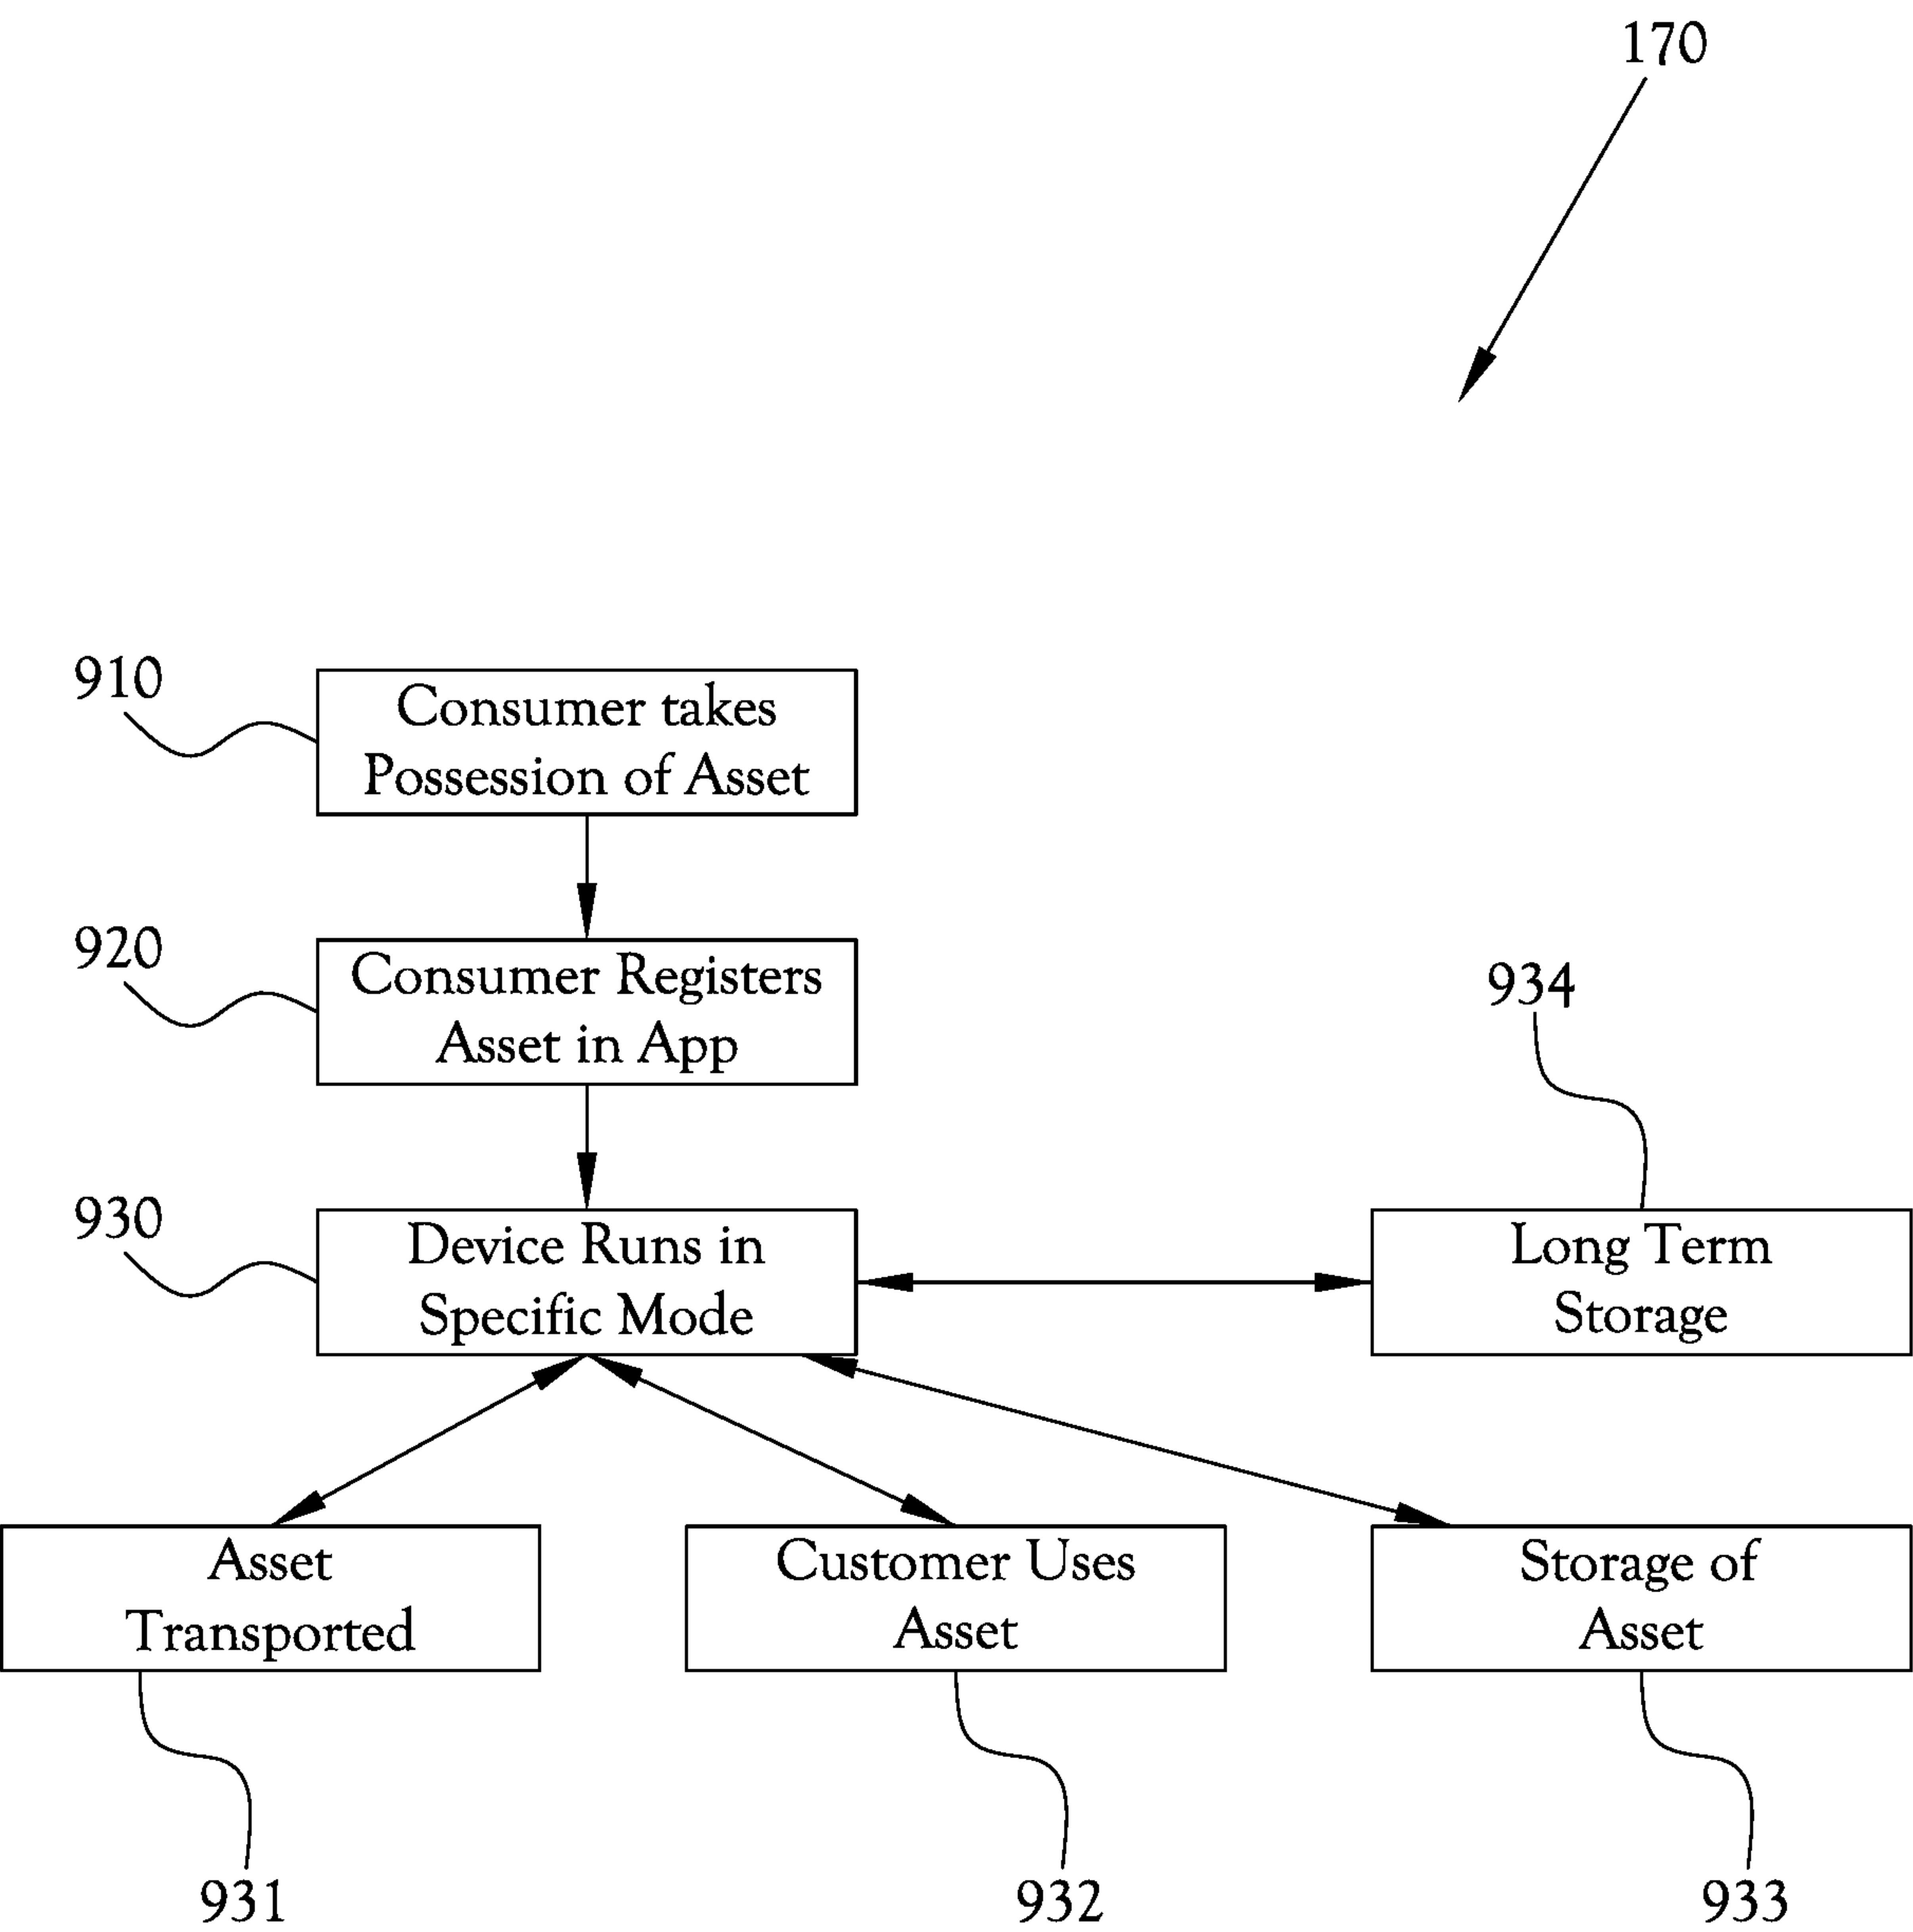 170
910
Consumer takes
Possession of Asset
920
Consumer Registers
Asset in App
934
930
Device Runs in
Specific Mode
Long Term
Storage
Asset
Transported
Customer Uses
Asset
Storage of
Asset
931
932
933